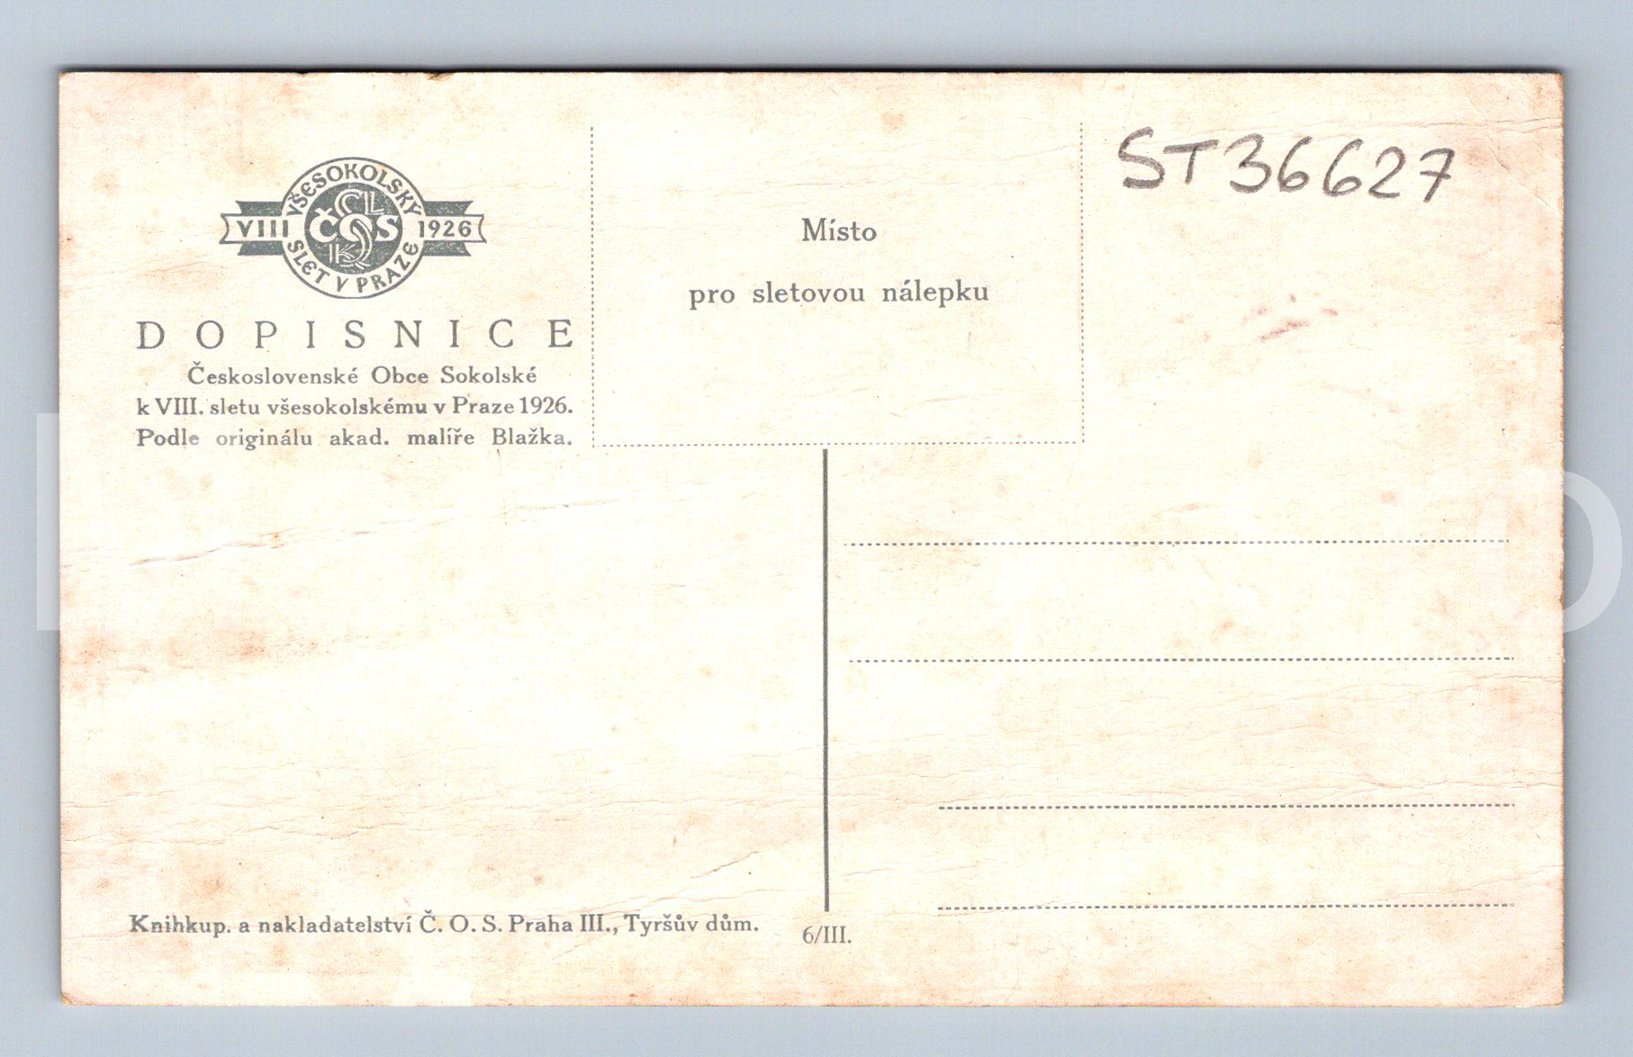 VŠESOKOLSKÝ
VIII ČOS 1926
SLET V PRAZE
DOPISNICE
Československé Obce Sokolské
k VIII. sletu všesokolskému v Praze 1926.
Podle originálu akad. malíře Blažka.
Místo
pro sletovou nálepku
ST36627
Knihkup. a nakladatelství Č. O. S. Praha III., Tyršův dům.
6/III.